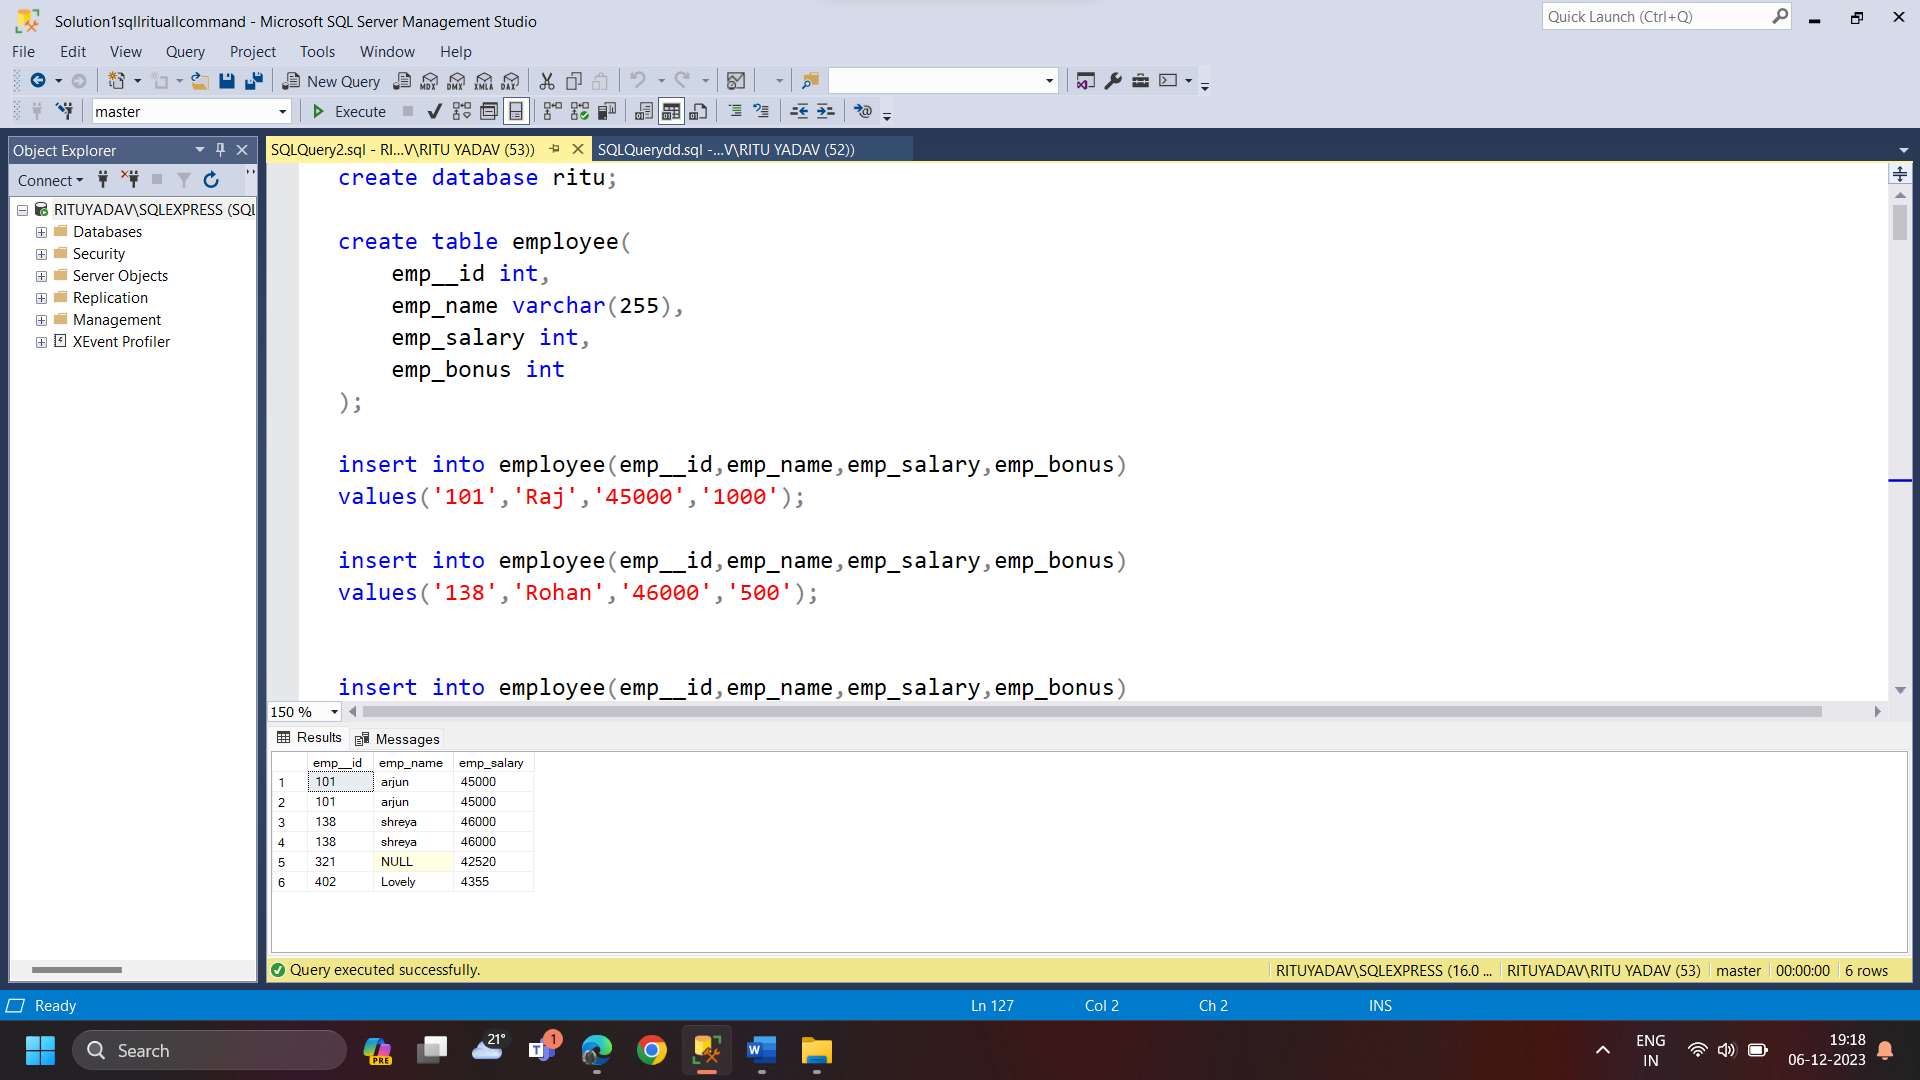 Solution1sqllrituallcommand - Microsoft SQL Server Management Studio
Quick Launch (Ctrl+Q)
File Edit View Query Project Tools Window Help
New Query
MDX DMX XMLA DAX
master
Execute
Object Explorer
SQLQuery2.sql - RI...V\RITU YADAV (53))
SQLQuerydd.sql -...V\RITU YADAV (52))
Connect
RITUYADAV\SQLEXPRESS (SQL
Databases
Security
Server Objects
Replication
Management
XEvent Profiler
create database ritu;
create table employee(
emp__id int,
emp_name varchar(255),
emp_salary int,
emp_bonus int
);
insert into employee(emp__id,emp_name,emp_salary,emp_bonus)
values('101','Raj','45000','1000');
insert into employee(emp__id,emp_name,emp_salary,emp_bonus)
values('138','Rohan','46000','500');
insert into employee(emp__id,emp_name,emp_salary,emp_bonus)
150 %
Results Messages
emp__id emp_name emp_salary
1 101 arjun 45000
2 101 arjun 45000
3 138 shreya 46000
4 138 shreya 46000
5 321 NULL 42520
6 402 Lovely 4355
Query executed successfully.
RITUYADAV\SQLEXPRESS (16.0 ... RITUYADAV\RITU YADAV (53) master 00:00:00 6 rows
Ready
Ln 127 Col 2 Ch 2 INS
Search
PRE
21°
1
ENG
IN
19:18
06-12-2023